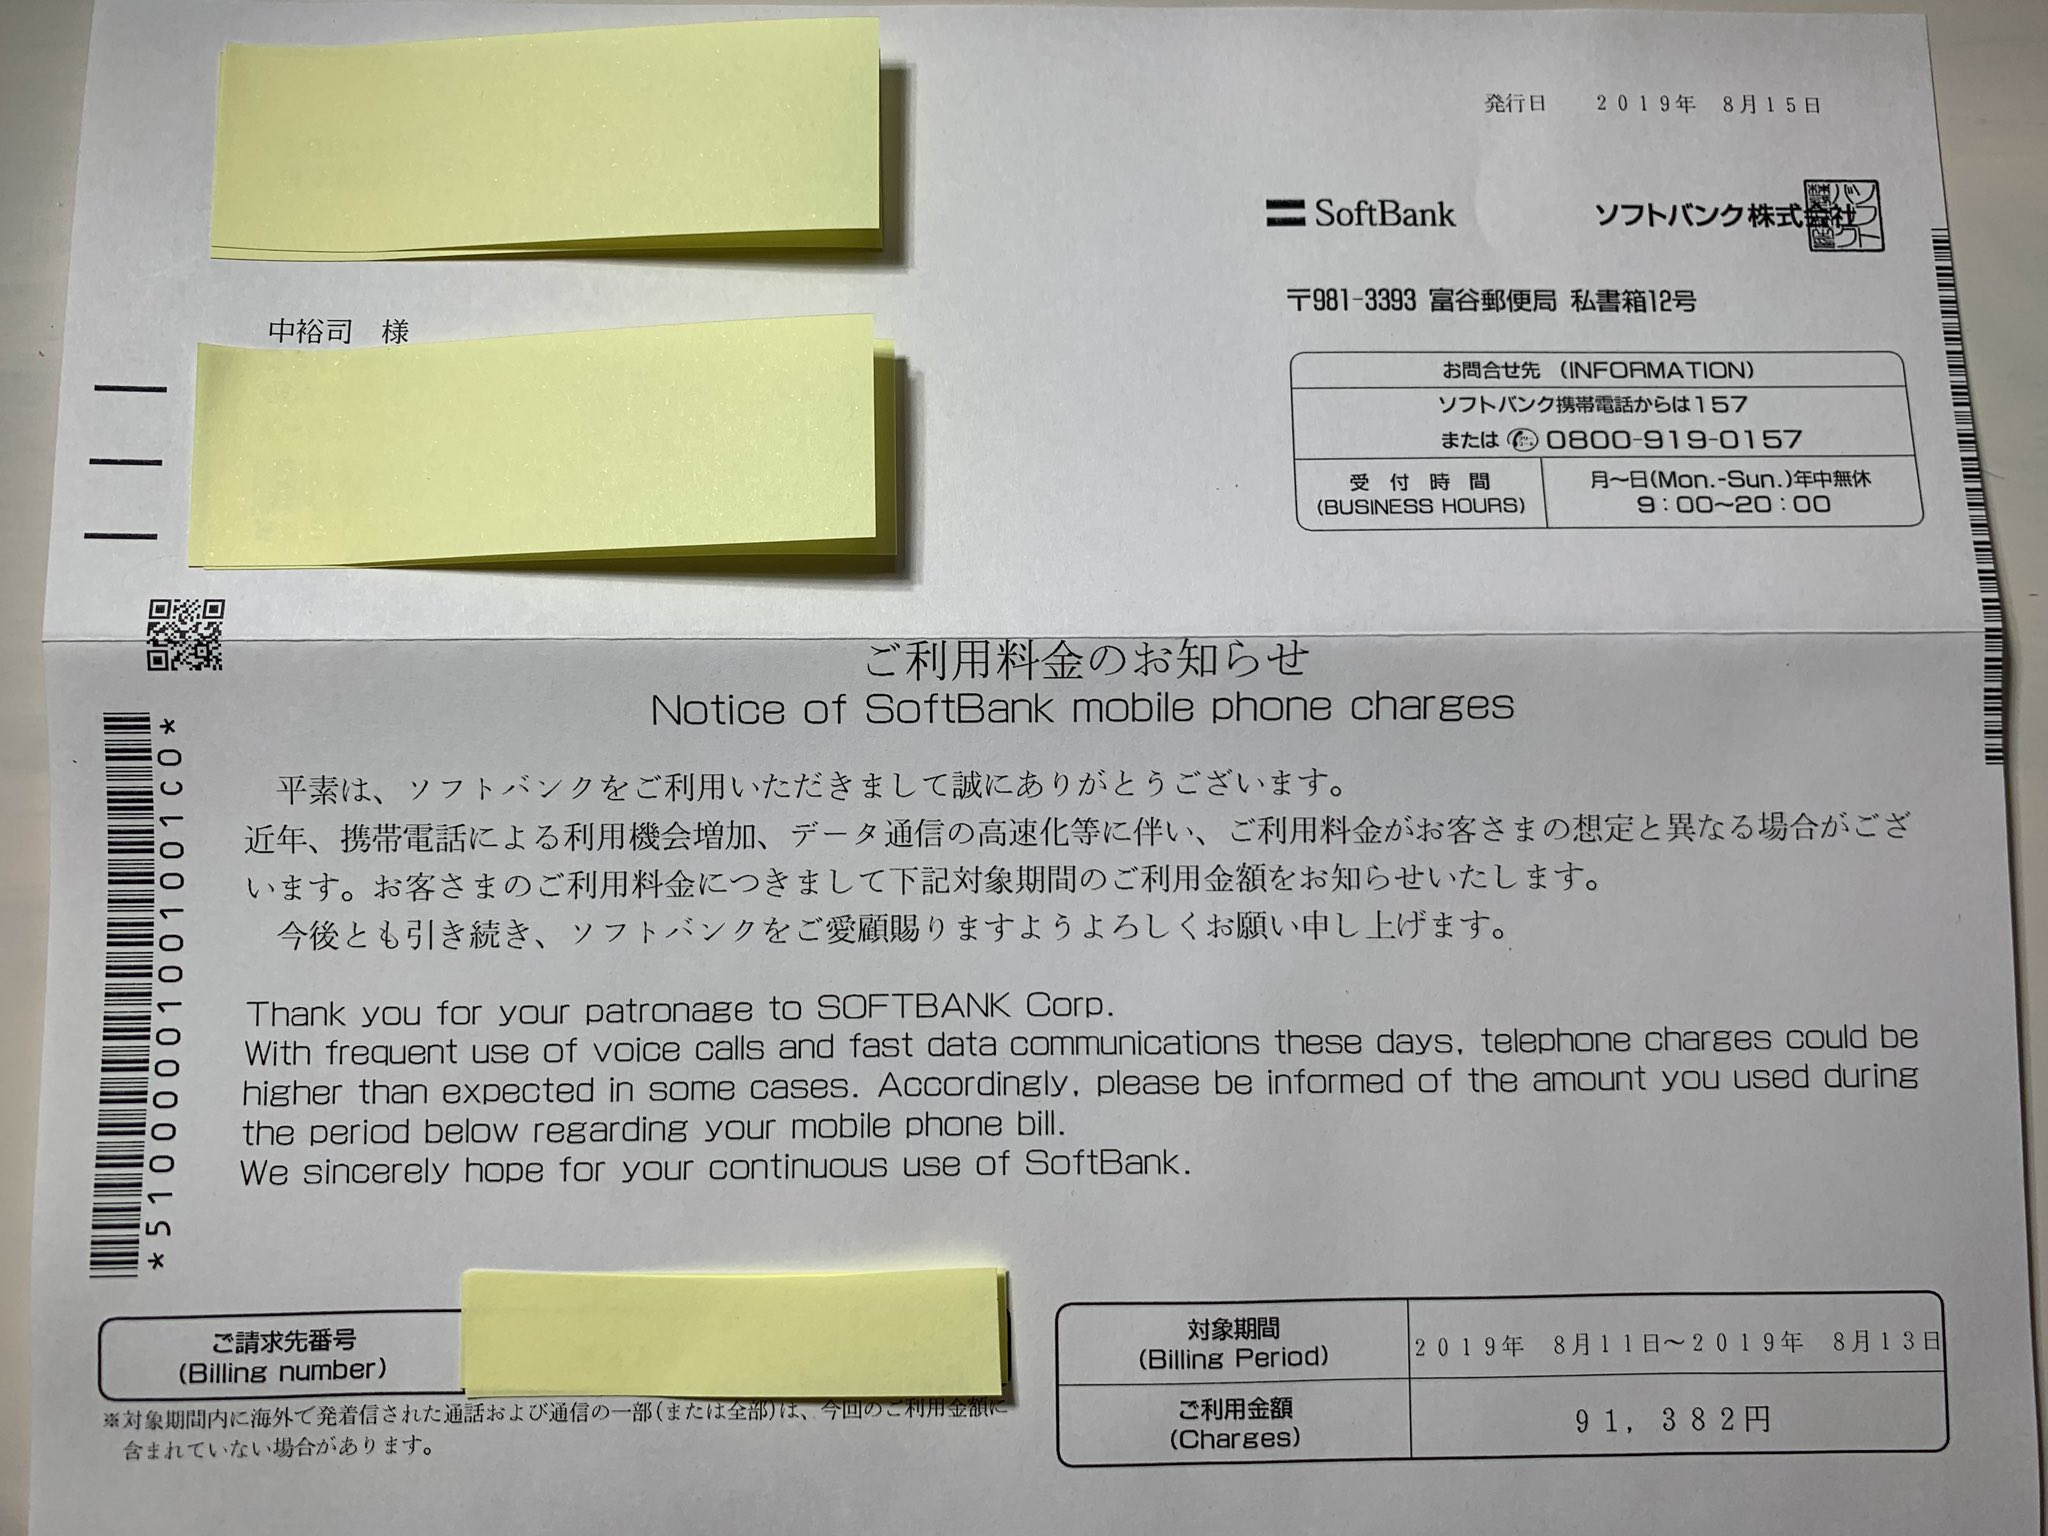 発行日 2019年 8月15日
SoftBank ソフトバンク株式会社
〒981-3393 富谷郵便局 私書箱12号
中裕司 様
お問合せ先 (INFORMATION)
ソフトバンク携帯電話からは157
または 0800-919-0157
受付時間
(BUSINESS HOURS)
月～日(Mon.-Sun.)年中無休
9:00～20:00
ご利用料金のお知らせ
Notice of SoftBank mobile phone charges
平素は、ソフトバンクをご利用いただきまして誠にありがとうございます。
近年、携帯電話による利用機会増加、データ通信の高速化等に伴い、ご利用料金がお客さまの想定と異なる場合がござ
います。お客さまのご利用料金につきまして下記対象期間のご利用金額をお知らせいたします。
今後とも引き続き、ソフトバンクをご愛顧賜りますようよろしくお願い申し上げます。
Thank you for your patronage to SOFTBANK Corp.
With frequent use of voice calls and fast data communications these days, telephone charges could be
higher than expected in some cases. Accordingly, please be informed of the amount you used during
the period below regarding your mobile phone bill.
We sincerely hope for your continuous use of SoftBank.
*510000010010001C0*
ご請求先番号
(Billing number)
※対象期間内に海外で発着信された通話および通信の一部(または全部)は、今回のご利用金額に
含まれていない場合があります。
対象期間
(Billing Period)
2019年 8月11日～2019年 8月13日
ご利用金額
(Charges)
91,382円